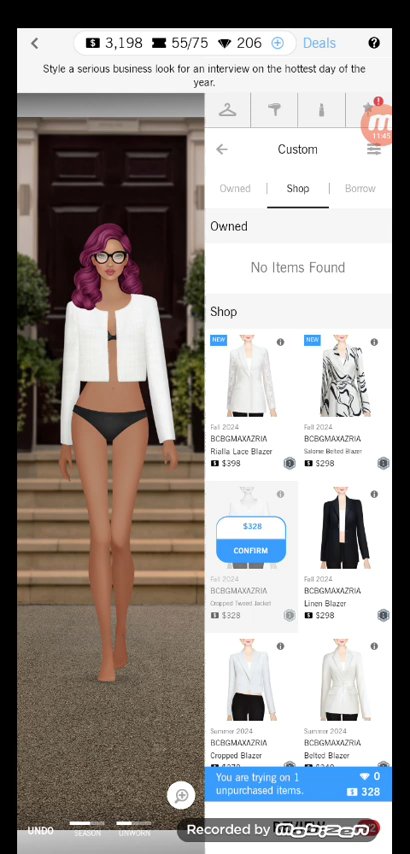 3,198 55/75 206 Deals
Style a serious business look for an interview on the hottest day of the
year.
11:45
Custom
Owned Shop Borrow
Owned
No Items Found
Shop
NEW NEW
Fall 2024 Fall 2024
BCBGMAXAZRIA BCBGMAXAZRIA
Rialla Lace Blazer Salome Belted Blazer
$398 $298
$328
CONFIRM
Fall 2024 Fall 2024
BCBGMAXAZRIA BCBGMAXAZRIA
Cropped Tweed Jacket Linen Blazer
$328 $298
Summer 2024 Summer 2024
BCBGMAXAZRIA BCBGMAXAZRIA
Cropped Blazer Belted Blazer
You are trying on 1 0
unpurchased items. 328
UNDO SEASON UNWORN
Recorded by mobizen